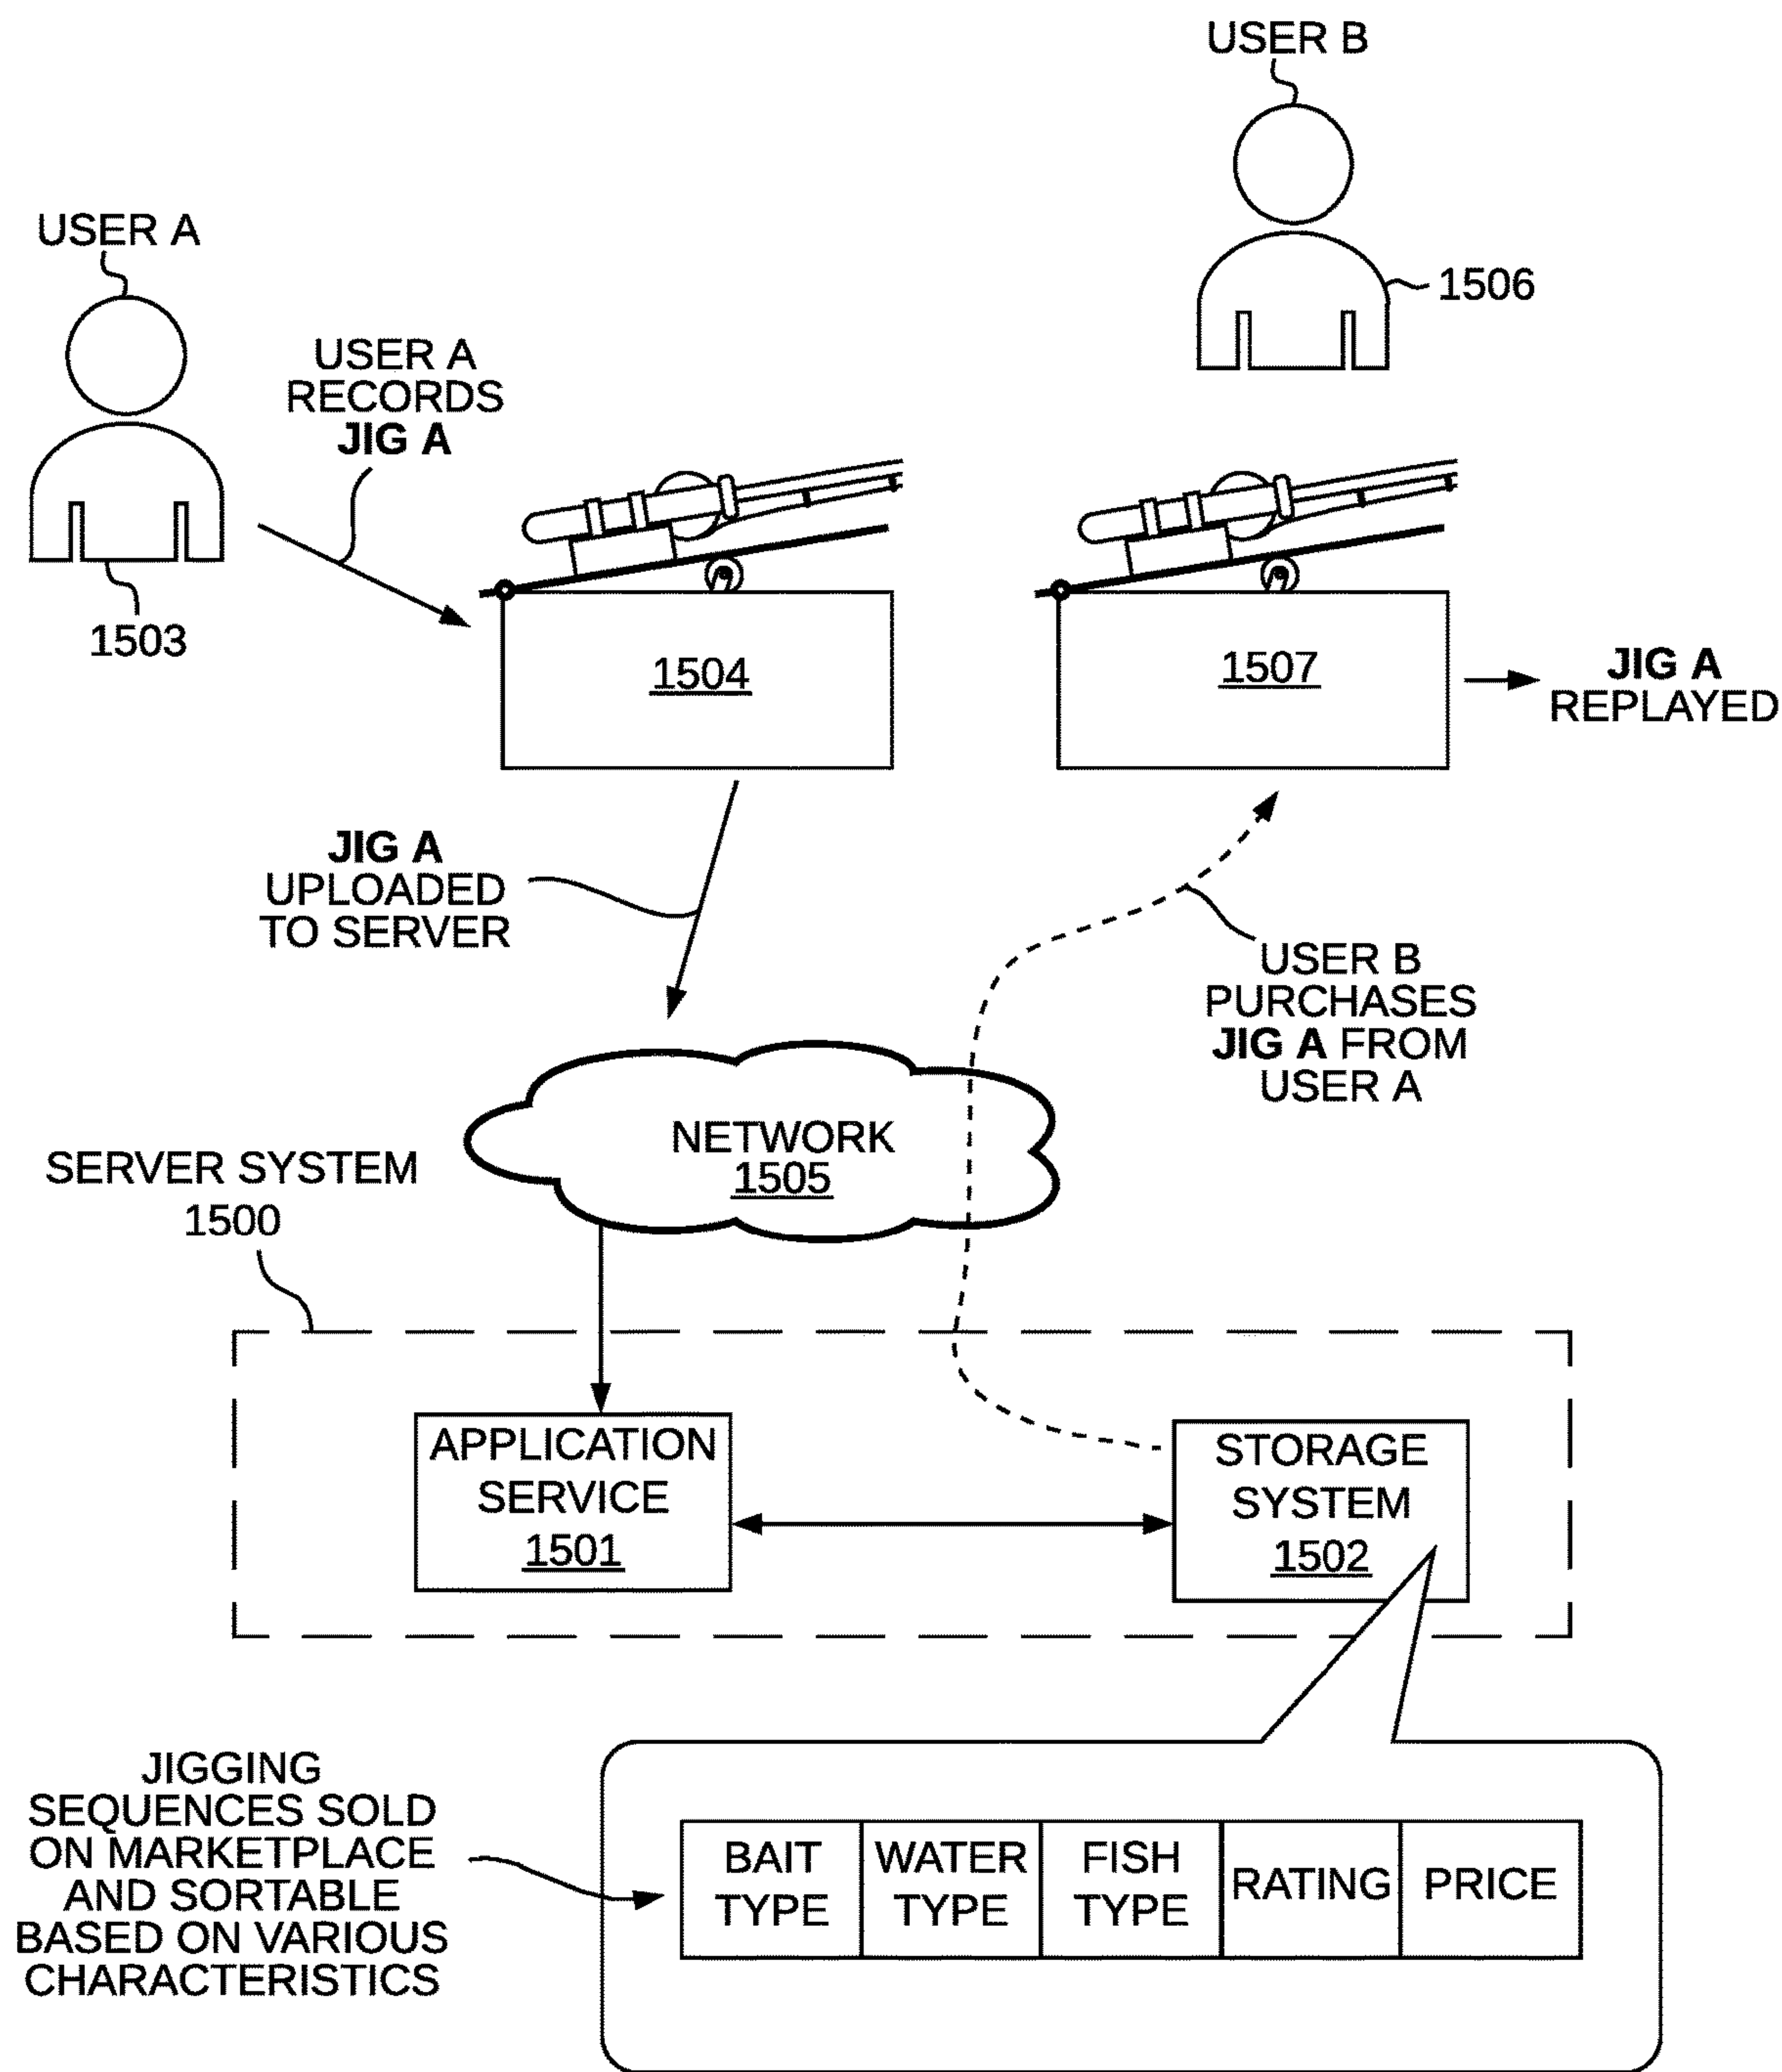 USER B
1506
USER A
1503
USER A
RECORDS
JIG A
1504
1507
JIG A
REPLAYED
JIG A
UPLOADED
TO SERVER
USER B
PURCHASES
JIG A FROM
USER A
NETWORK
1505
SERVER SYSTEM
1500
APPLICATION
SERVICE
1501
STORAGE
SYSTEM
1502
JIGGING
SEQUENCES SOLD
ON MARKETPLACE
AND SORTABLE
BASED ON VARIOUS
CHARACTERISTICS
BAIT
TYPE
WATER
TYPE
FISH
TYPE
RATING
PRICE